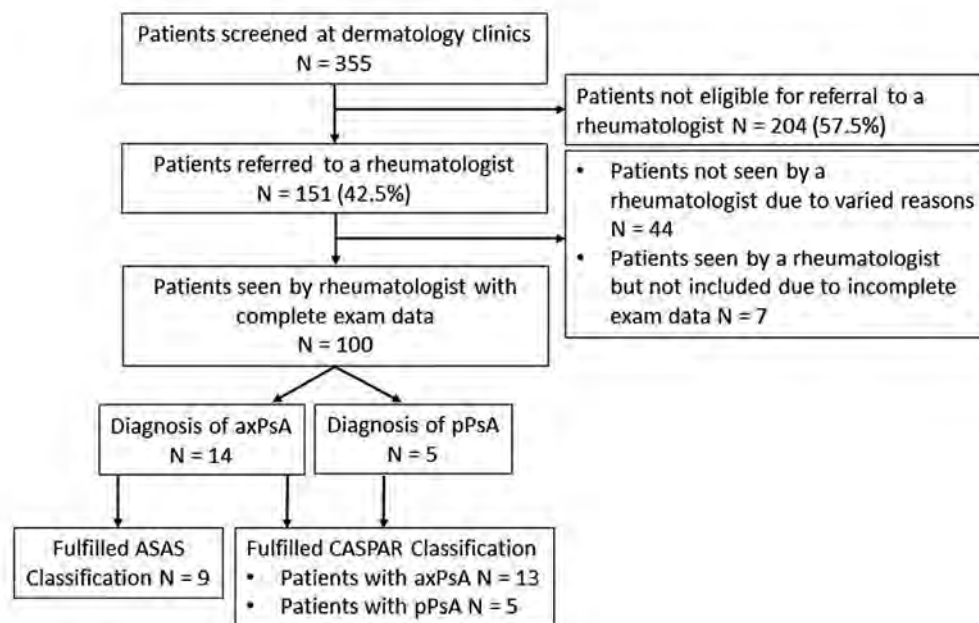 Patients screened at dermatology clinics
N = 355
Patients not eligible for referral to a
rheumatologist N = 204 (57.5%)
Patients referred to a rheumatologist
N = 151 (42.5%)
• Patients not seen by a
rheumatologist due to varied reasons
N = 44
• Patients seen by a rheumatologist
but not included due to incomplete
exam data N = 7
Patients seen by rheumatologist with
complete exam data
N = 100
Diagnosis of axPsA
N = 14
Diagnosis of pPsA
N = 5
Fulfilled ASAS
Classification N = 9
Fulfilled CASPAR Classification
• Patients with axPsA N = 13
• Patients with pPsA N = 5